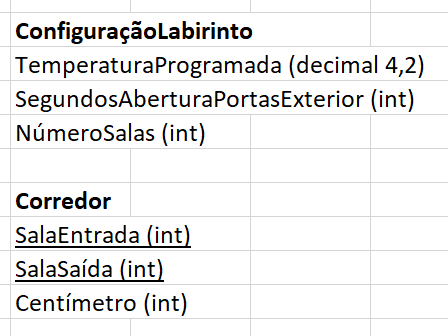 ConfiguraçãoLabirinto
TemperaturaProgramada (decimal 4,2)
SegundosAberturaPortasExterior (int)
NúmeroSalas (int)
Corredor
SalaEntrada (int)
SalaSaída (int)
Centímetro (int)